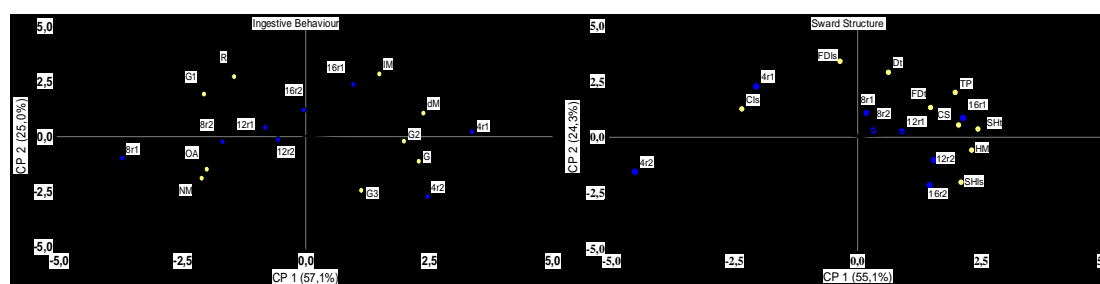 Ingestive Behaviour
5,0
2,5
0,0
-2,5
-5,0
CP 2 (25,0%)
R
G1
16r2
16r1
IM
dM
8r2
12r1
4r1
G2
8r1
OA
12r2
G
NM
G3
4r2
-5,0
-2,5
0,0
2,5
5,0
CP 1 (57,1%)
Sward Structure
5,0
2,5
0,0
-2,5
-5,0
CP 2 (24,3%)
FDls
Dt
4r1
TP
CIs
8r1
FDt
16r1
8r2
12r1
CS
SHt
4r2
12r2
HM
SHls
16r2
-5,0
-2,5
0,0
2,5
CP 1 (55,1%)